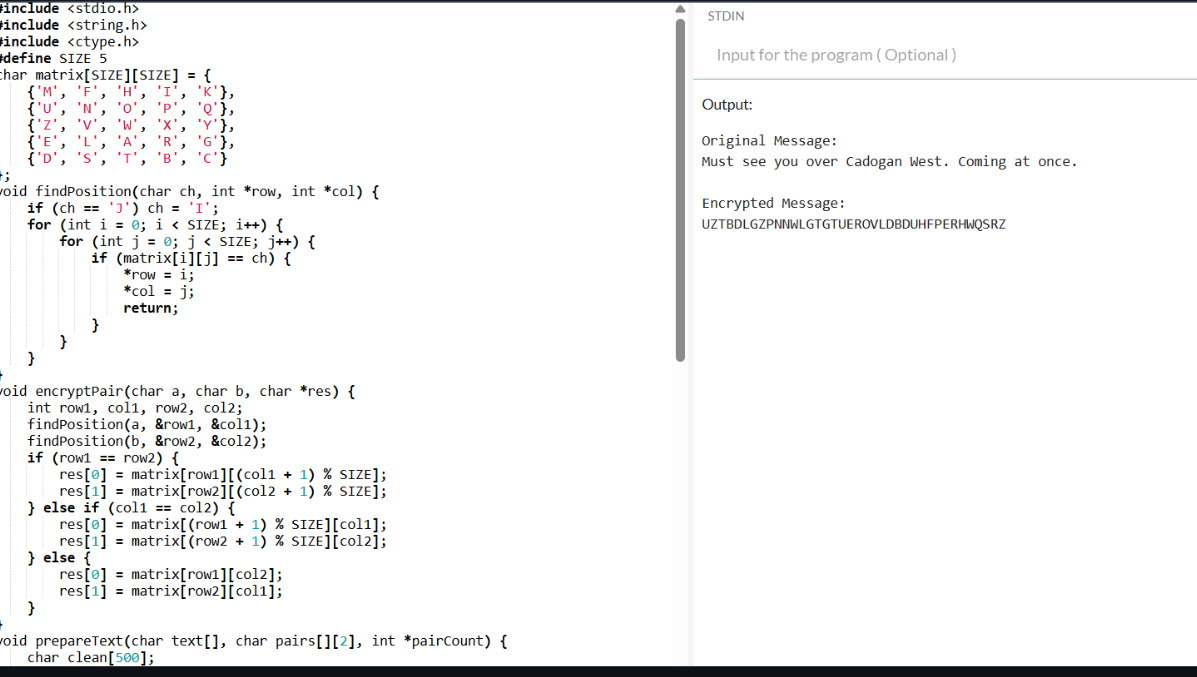 #include <stdio.h>
#include <string.h>
#include <ctype.h>
#define SIZE 5
char matrix[SIZE][SIZE] = {
    {'M', 'F', 'H', 'I', 'K'},
    {'U', 'N', 'O', 'P', 'Q'},
    {'Z', 'V', 'W', 'X', 'Y'},
    {'E', 'L', 'A', 'R', 'G'},
    {'D', 'S', 'T', 'B', 'C'}
};
void findPosition(char ch, int *row, int *col) {
    if (ch == 'J') ch = 'I';
    for (int i = 0; i < SIZE; i++) {
        for (int j = 0; j < SIZE; j++) {
            if (matrix[i][j] == ch) {
                *row = i;
                *col = j;
                return;
            }
        }
    }
}
void encryptPair(char a, char b, char *res) {
    int row1, col1, row2, col2;
    findPosition(a, &row1, &col1);
    findPosition(b, &row2, &col2);
    if (row1 == row2) {
        res[0] = matrix[row1][(col1 + 1) % SIZE];
        res[1] = matrix[row2][(col2 + 1) % SIZE];
    } else if (col1 == col2) {
        res[0] = matrix[(row1 + 1) % SIZE][col1];
        res[1] = matrix[(row2 + 1) % SIZE][col2];
    } else {
        res[0] = matrix[row1][col2];
        res[1] = matrix[row2][col1];
    }
}
void prepareText(char text[], char pairs[][2], int *pairCount) {
    char clean[500];
STDIN
Input for the program ( Optional )
Output:
Original Message:
Must see you over Cadogan West. Coming at once.
Encrypted Message:
UZTBDLGZPNNWLGTGTUEROVLDBDUHFPERHWQSRZ